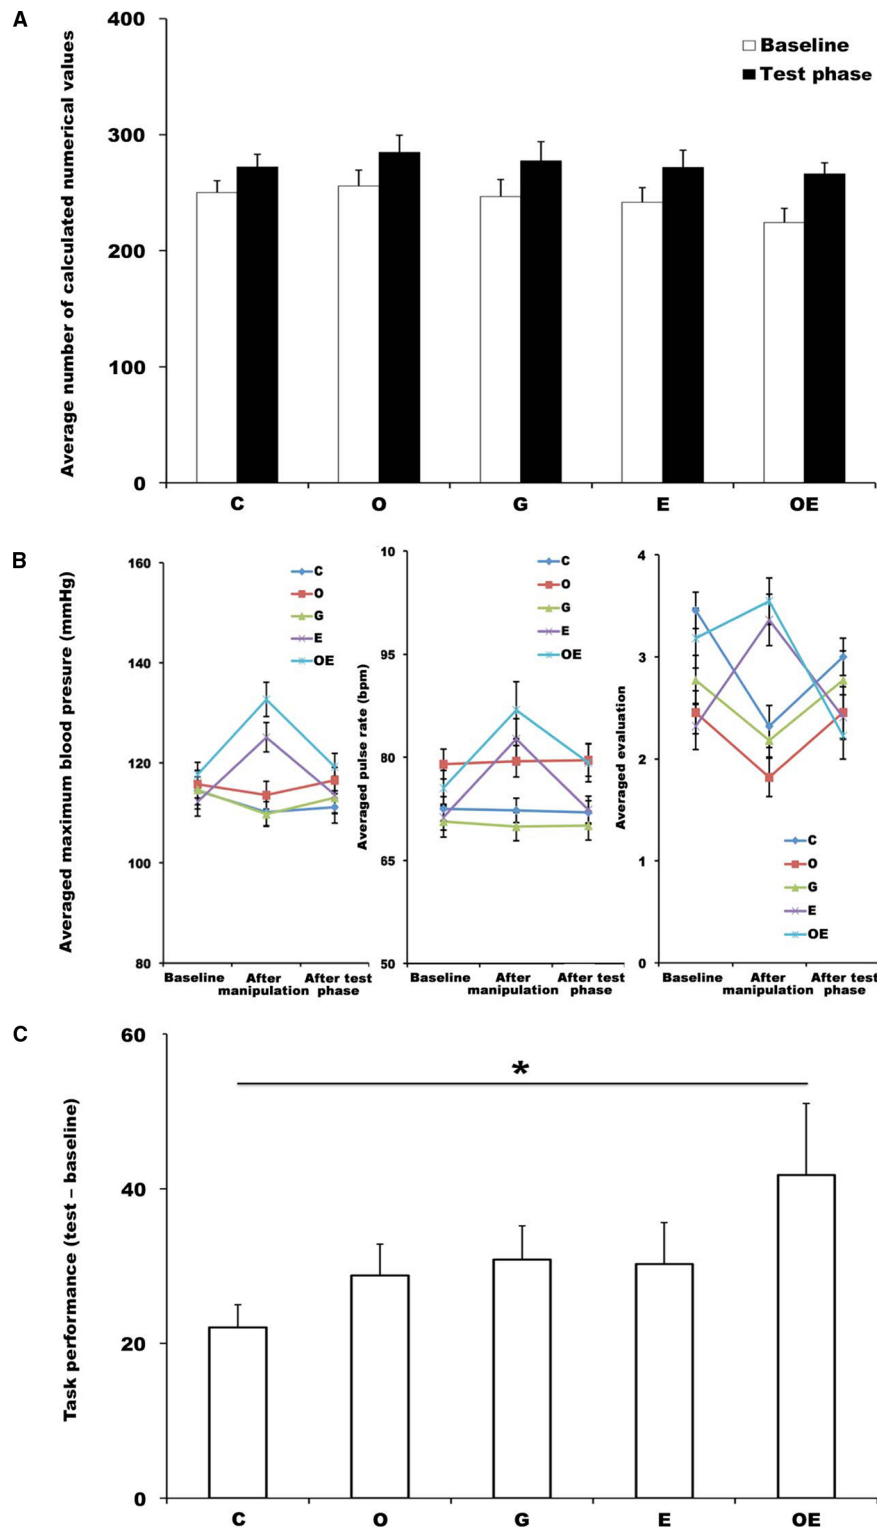 A
400
300
200
100
0
Average number of calculated numerical values
Baseline
Test phase
C O G E OE
B
Averaged maximum blood presure (mmHg)
160
140
120
100
80
C
O
G
E
OE
Baseline After manipulation After test phase
Averaged pulse rate (bpm)
10
95
80
65
50
C
O
G
E
OE
Baseline After manipulation After test phase
Averaged evaluation
4
3
2
1
0
C
O
G
E
OE
Baseline After manipulation After test phase
C
Task performance (test – baseline)
60
40
20
0
*
C O G E OE